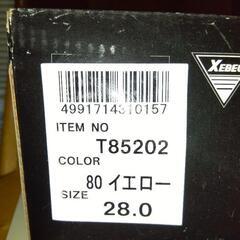 XEBEC
4991714310157
ITEM NO
T85202
COLOR
80 イエロー
SIZE
28.0